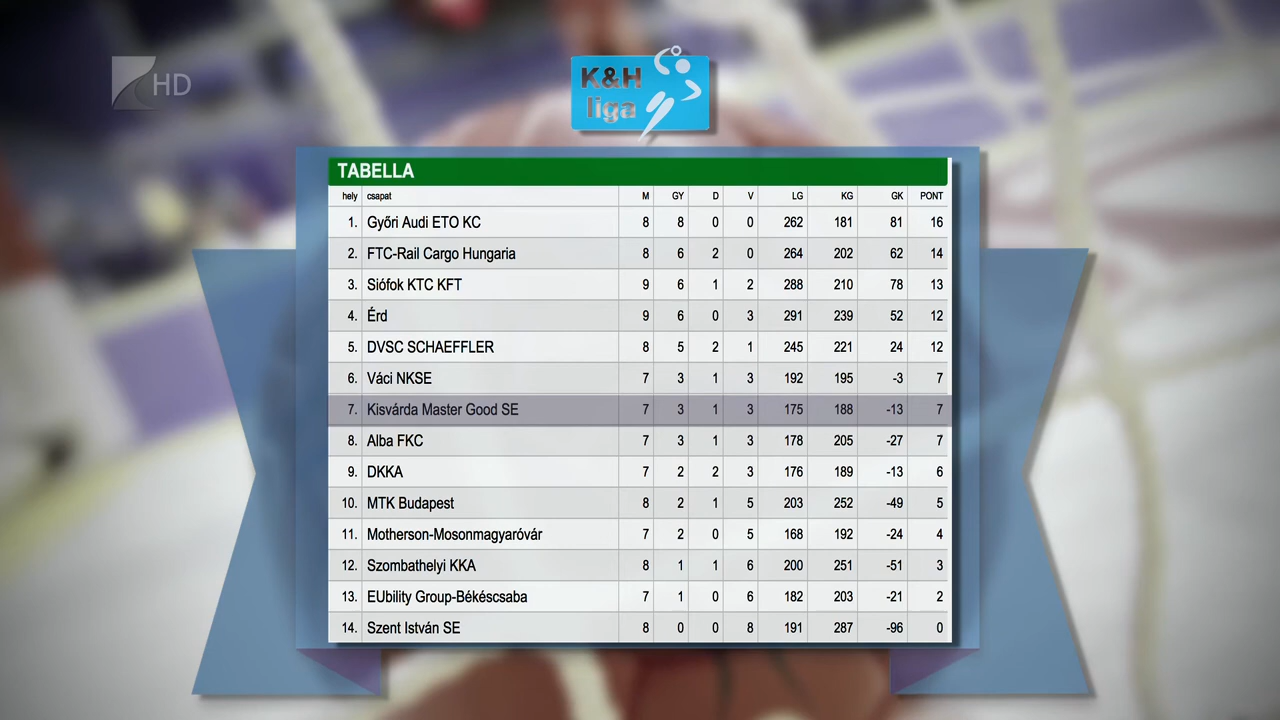 HD
K&H
liga
TABELLA
hely csapat M GY D V LG KG GK PONT
1. Győri Audi ETO KC 8 8 0 0 262 181 81 16
2. FTC-Rail Cargo Hungaria 8 6 2 0 264 202 62 14
3. Siófok KTC KFT 9 6 1 2 288 210 78 13
4. Érd 9 6 0 3 291 239 52 12
5. DVSC SCHAEFFLER 8 5 2 1 245 221 24 12
6. Váci NKSE 7 3 1 3 192 195 -3 7
7. Kisvárda Master Good SE 7 3 1 3 175 188 -13 7
8. Alba FKC 7 3 1 3 178 205 -27 7
9. DKKA 7 2 2 3 176 189 -13 6
10. MTK Budapest 8 2 1 5 203 252 -49 5
11. Motherson-Mosonmagyaróvár 7 2 0 5 168 192 -24 4
12. Szombathelyi KKA 8 1 1 6 200 251 -51 3
13. EUbility Group-Békéscsaba 7 1 0 6 182 203 -21 2
14. Szent István SE 8 0 0 8 191 287 -96 0